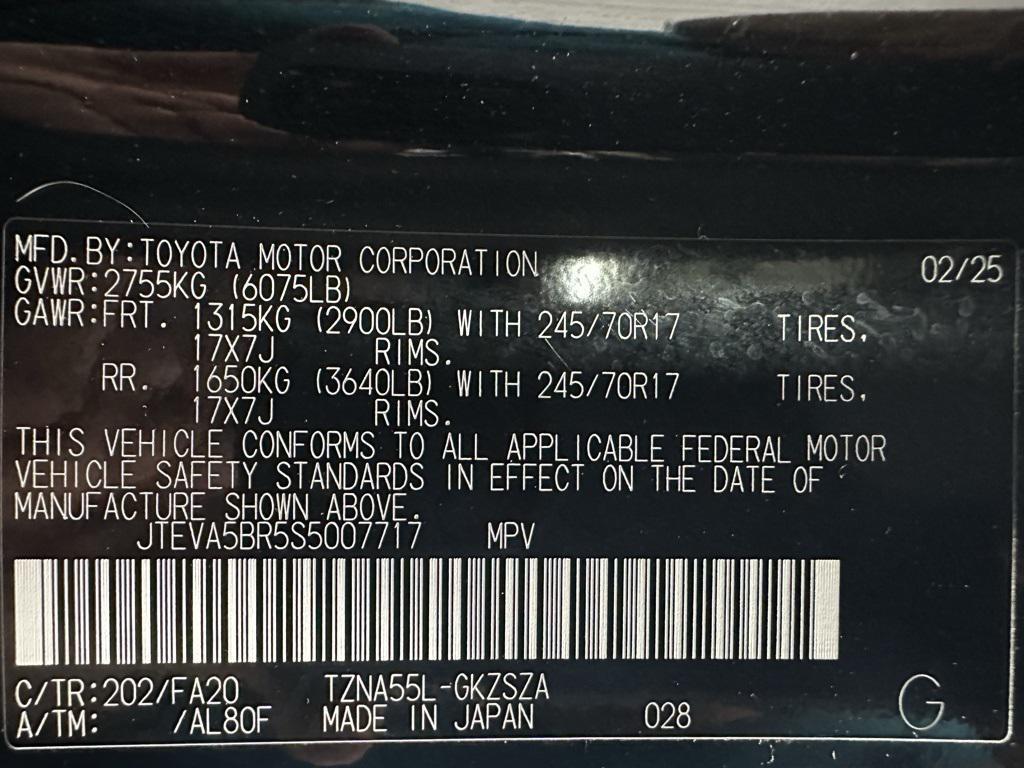 MFD. BY: TOYOTA MOTOR CORPORATION 02/25
GVWR: 2755KG (6075LB)
GAWR: FRT. 1315KG (2900LB) WITH 245/70R17 TIRES,
17X7J RIMS.
RR. 1650KG (3640LB) WITH 245/70R17 TIRES,
17X7J RIMS.
THIS VEHICLE CONFORMS TO ALL APPLICABLE FEDERAL MOTOR
VEHICLE SAFETY STANDARDS IN EFFECT ON THE DATE OF
MANUFACTURE SHOWN ABOVE.
JTEVA5BR5S5007717 MPV
C/TR: 202/FA20 TZNA55L-GKZSZA
A/TM: /AL80F MADE IN JAPAN 028 G